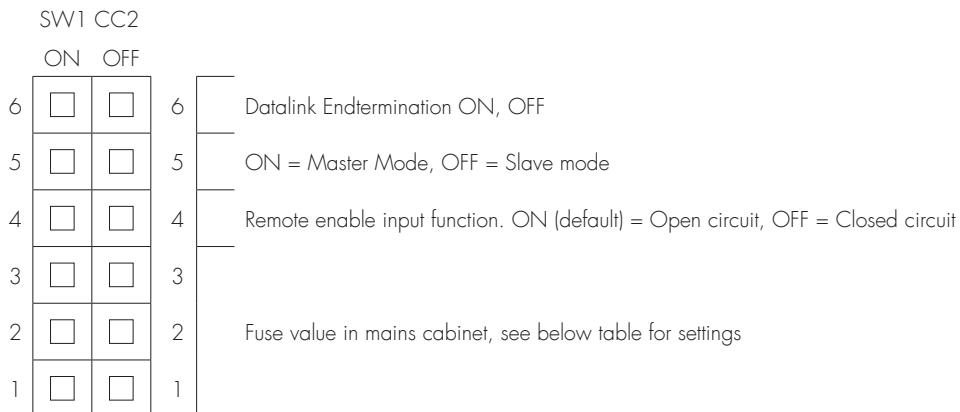 SW1 CC2
ON OFF
6 6 Datalink Endtermination ON, OFF
5 5 ON = Master Mode, OFF = Slave mode
4 4 Remote enable input function. ON (default) = Open circuit, OFF = Closed circuit
3 3
2 2 Fuse value in mains cabinet, see below table for settings
1 1